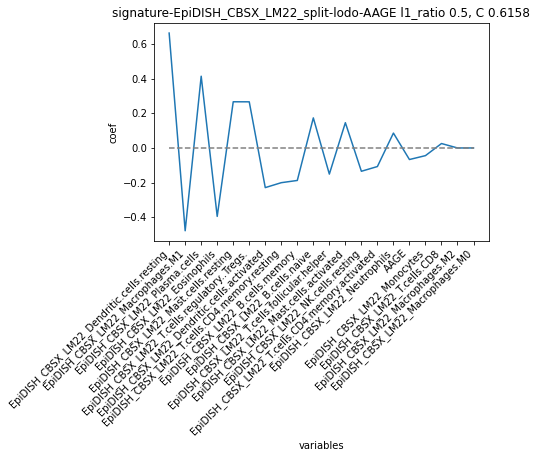 signature-EpiDISH_CBSX_LM22_split-lodo-AAGE l1_ratio 0.5, C 0.6158
0.6
0.4
0.2
0.0
−0.2
−0.4
coef
EpiDISH_CBSX_LM22_Dendritic.cells.resting
EpiDISH_CBSX_LM22_Macrophages.M1
EpiDISH_CBSX_LM22_Plasma.cells
EpiDISH_CBSX_LM22_Eosinophils
EpiDISH_CBSX_LM22_Mast.cells.resting
EpiDISH_CBSX_LM22_T.cells.regulatory..Tregs.
EpiDISH_CBSX_LM22_Dendritic.cells.activated
EpiDISH_CBSX_LM22_T.cells.CD4.memory.resting
EpiDISH_CBSX_LM22_B.cells.memory
EpiDISH_CBSX_LM22_B.cells.naive
EpiDISH_CBSX_LM22_T.cells.follicular.helper
EpiDISH_CBSX_LM22_Mast.cells.activated
EpiDISH_CBSX_LM22_NK.cells.resting
EpiDISH_CBSX_LM22_T.cells.CD4.memory.activated
EpiDISH_CBSX_LM22_Neutrophils
AAGE
EpiDISH_CBSX_LM22_Monocytes
EpiDISH_CBSX_LM22_T.cells.CD8
EpiDISH_CBSX_LM22_Macrophages.M2
EpiDISH_CBSX_LM22_Macrophages.M0
variables